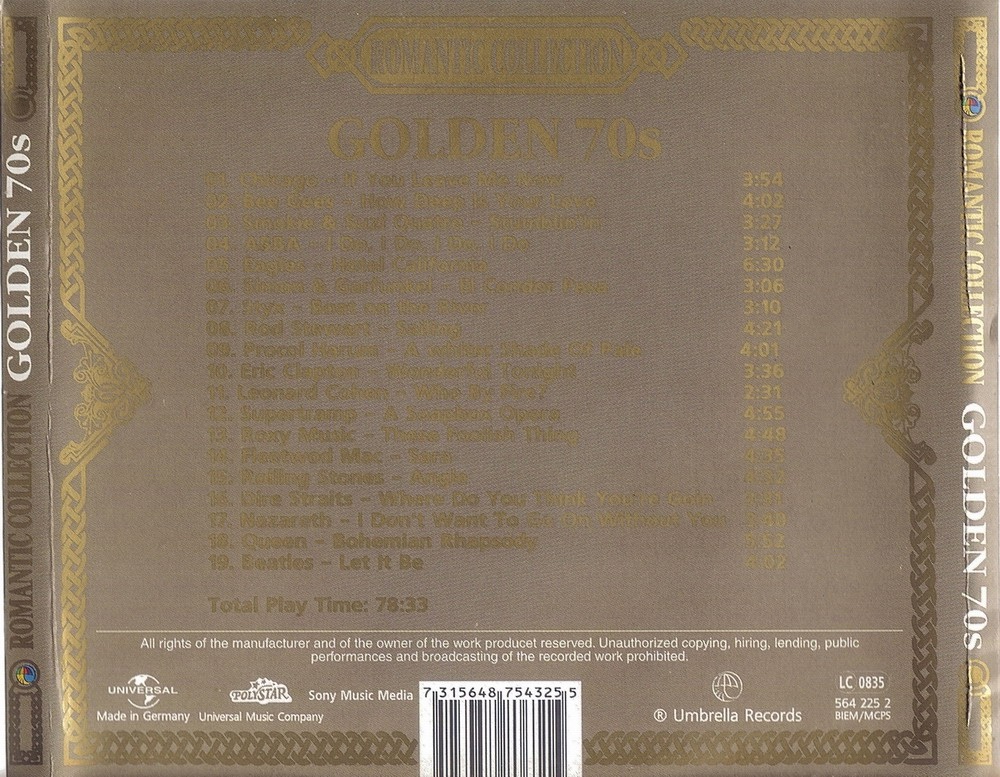 ROMANTIC COLLECTION
GOLDEN 70s
01. Chicago - If You Leave Me Now 3:54
02. Bee Gees - How Deep Is Your Love 4:02
03. Smokie & Suzi Quatro - Stumblin'in 3:27
04. ABBA - I Do, I Do, I Do, I Do 3:12
05. Eagles - Hotel California 6:30
06. Simon & Garfunkel - El Condor Pasa 3:06
07. Styx - Boat on the River 3:10
08. Rod Stewart - Sailing 4:21
09. Procol Harum - A whiter Shade Of Pale 4:01
10. Eric Clapton - Wonderful Tonight 3:36
11. Leonard Cohen - Who By Fire? 2:31
12. Supertramp - A Soapbox Opera 4:55
13. Roxy Music - These Foolish Thing 4:48
14. Fleetwod Mac - Sara 4:35
15. Rolling Stones - Angie
16. Dire Straits - Where Do You Think You're Goin
17. Nazareth - I Don't Want To Go On Without You
18. Queen - Bohemian Rhapsody 5:52
19. Beatles - Let It Be
Total Play Time: 78:33
All rights of the manufacturer and of the owner of the work producet reserved. Unauthorized copying, hiring, lending, public
performances and broadcasting of the recorded work prohibited.
UNIVERSAL
Made in Germany
POLYSTAR
Universal Music Company
Sony Music Media
7 315648 754325 5
® Umbrella Records
LC 0835
564 225 2
BIEM/MCPS
ROMANTIC COLLECTION GOLDEN 70s
ROMANTIC COLLECTION GOLDEN 70s